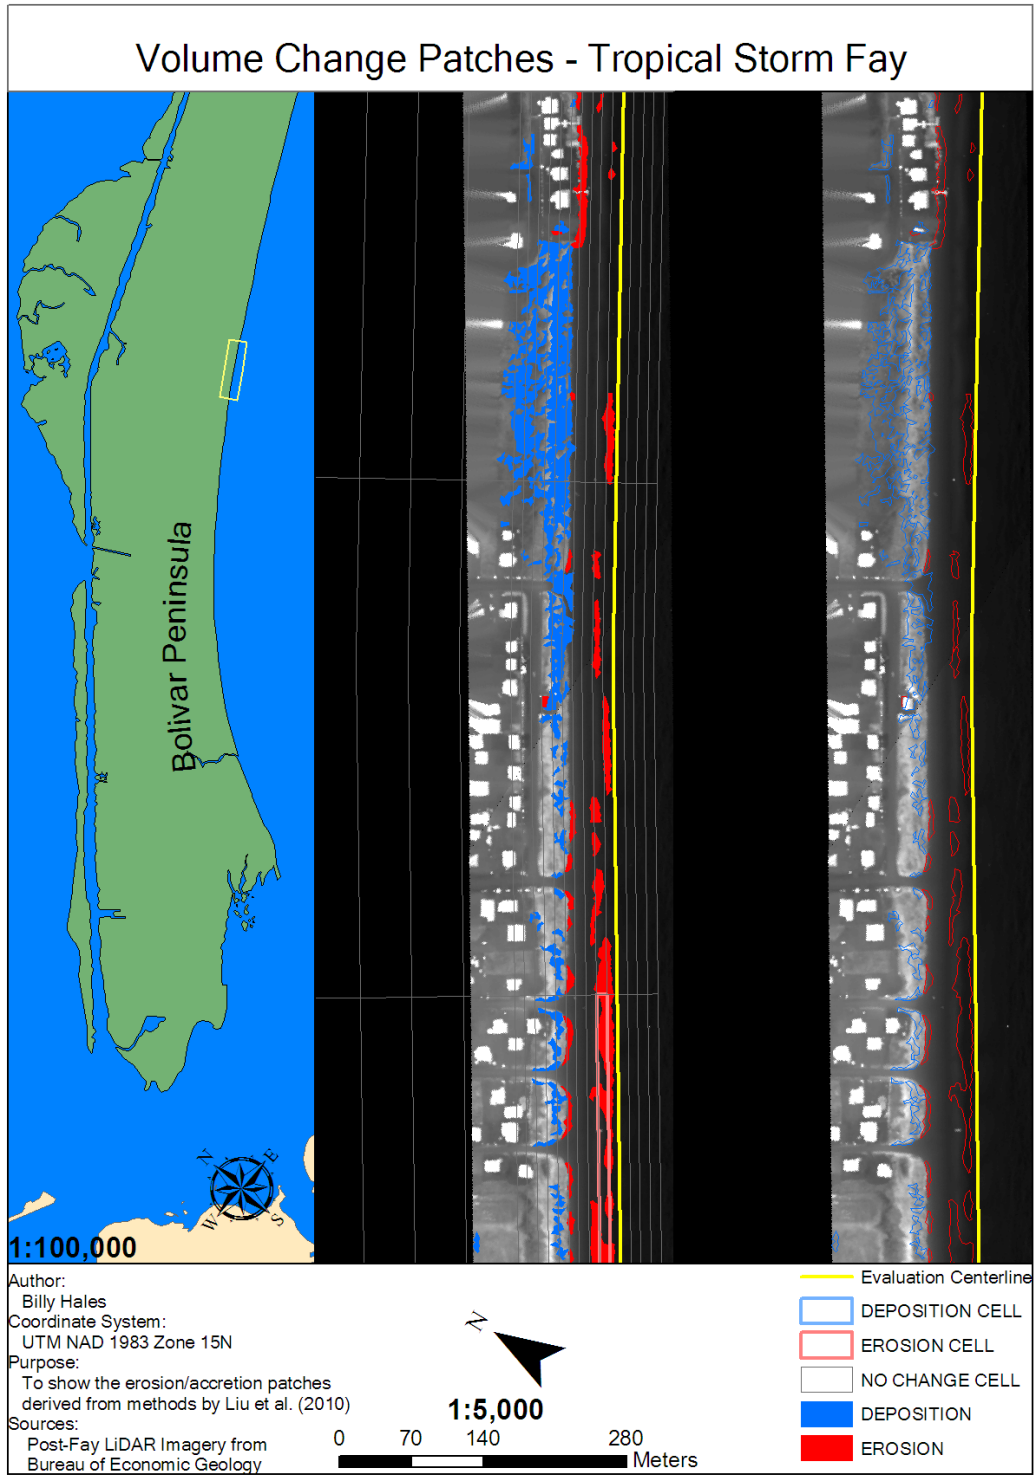 Volume Change Patches - Tropical Storm Fay
Bolivar Peninsula
N
E
W
S
1:100,000
Author:
Billy Hales
Coordinate System:
UTM NAD 1983 Zone 15N
Purpose:
To show the erosion/accretion patches
derived from methods by Liu et al. (2010)
Sources:
Post-Fay LiDAR Imagery from
Bureau of Economic Geology
N
1:5,000
0 70 140 280
Meters
Evaluation Centerline
DEPOSITION CELL
EROSION CELL
NO CHANGE CELL
DEPOSITION
EROSION